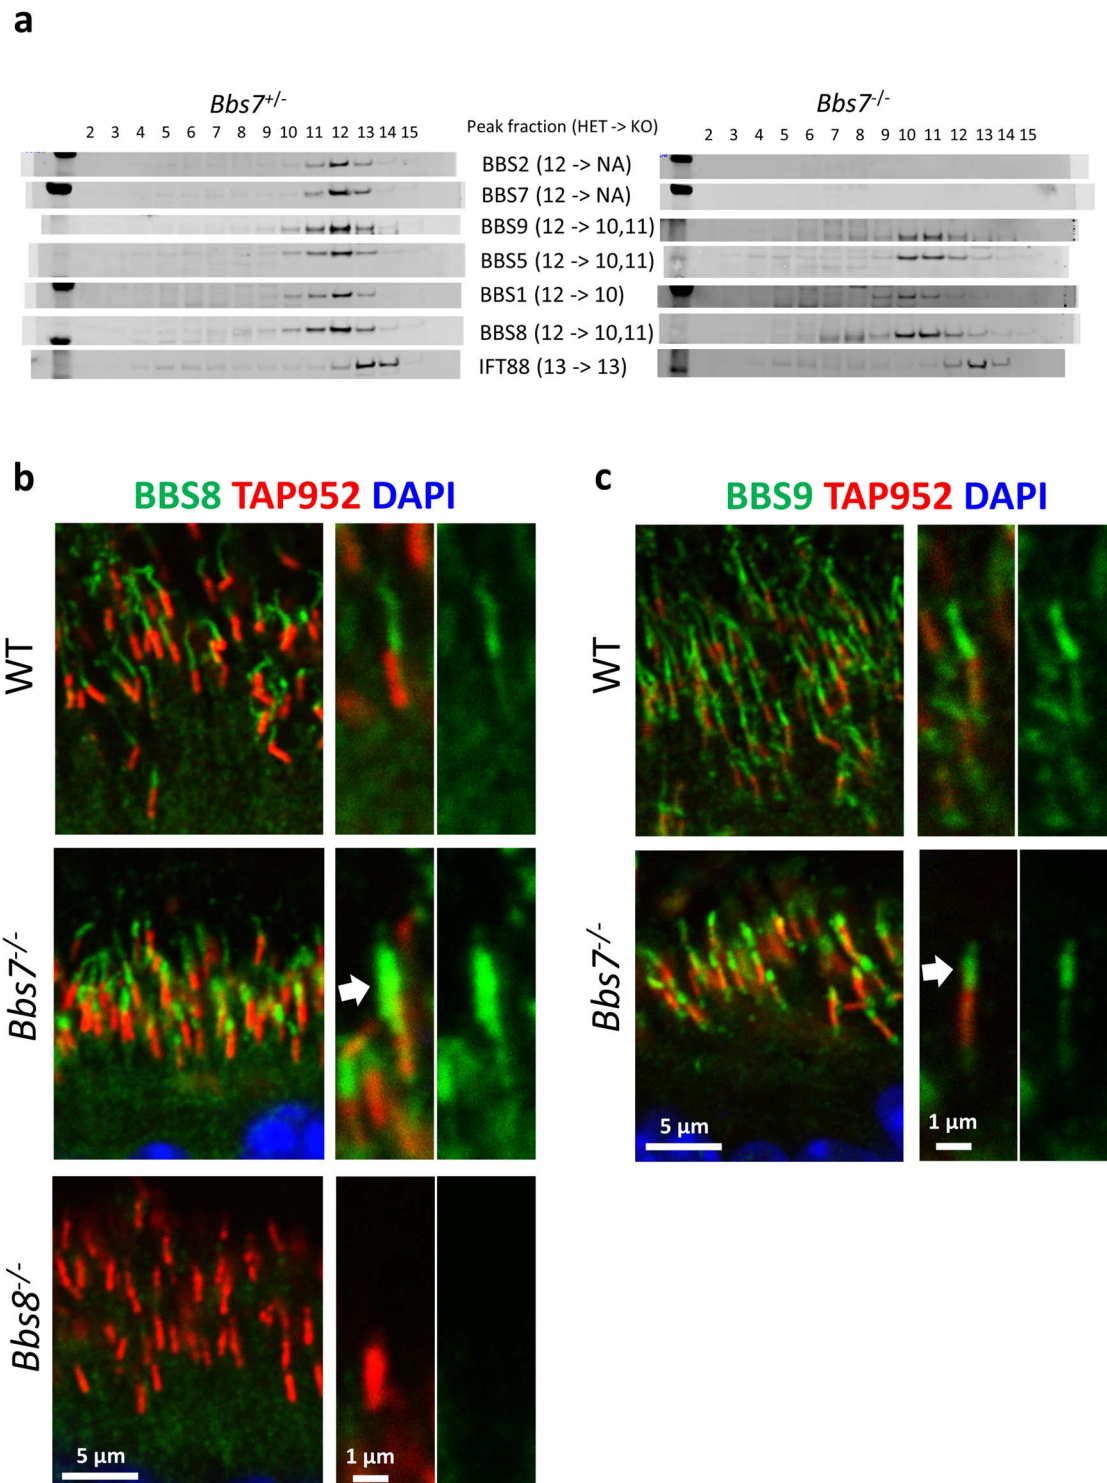 a
Bbs7+/-
Bbs7-/-
2 3 4 5 6 7 8 9 10 11 12 13 14 15
Peak fraction (HET -> KO)
2 3 4 5 6 7 8 9 10 11 12 13 14 15
BBS2 (12 -> NA)
BBS7 (12 -> NA)
BBS9 (12 -> 10,11)
BBS5 (12 -> 10,11)
BBS1 (12 -> 10)
BBS8 (12 -> 10,11)
IFT88 (13 -> 13)
b
BBS8 TAP952 DAPI
WT
Bbs7-/-
Bbs8-/-
5 µm
1 µm
c
BBS9 TAP952 DAPI
WT
Bbs7-/-
5 µm
1 µm